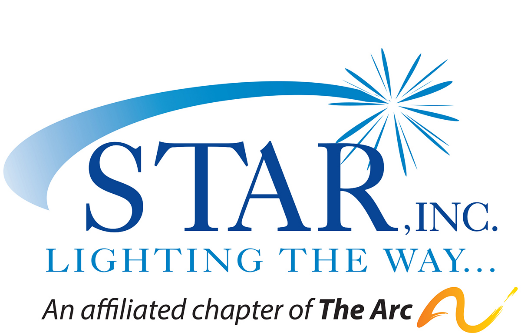 STAR, INC.
LIGHTING THE WAY...
An affiliated chapter of The Arc